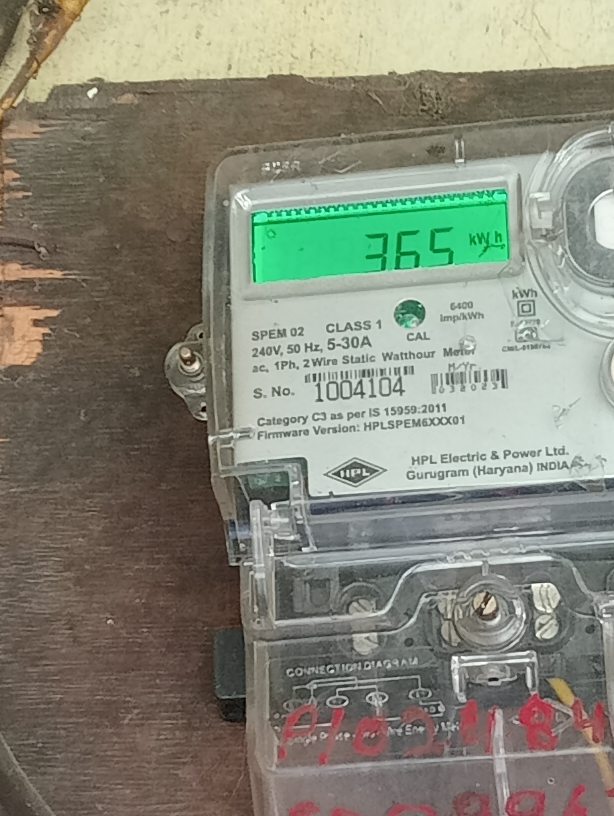 365 kWh
6400
imp/kWh
kWh
CAL
SPEM 02 CLASS 1
240V, 50 Hz, 5-30A
ac, 1Ph, 2 Wire Static Watthour Meter
M/Yr.
S. No. 1004104
032023
Category C3 as per IS 15959:2011
Firmware Version: HPLSPEM6XXX01
HPL
HPL Electric & Power Ltd.
Gurugram (Haryana) INDIA
CONNECTION DIAGRAM